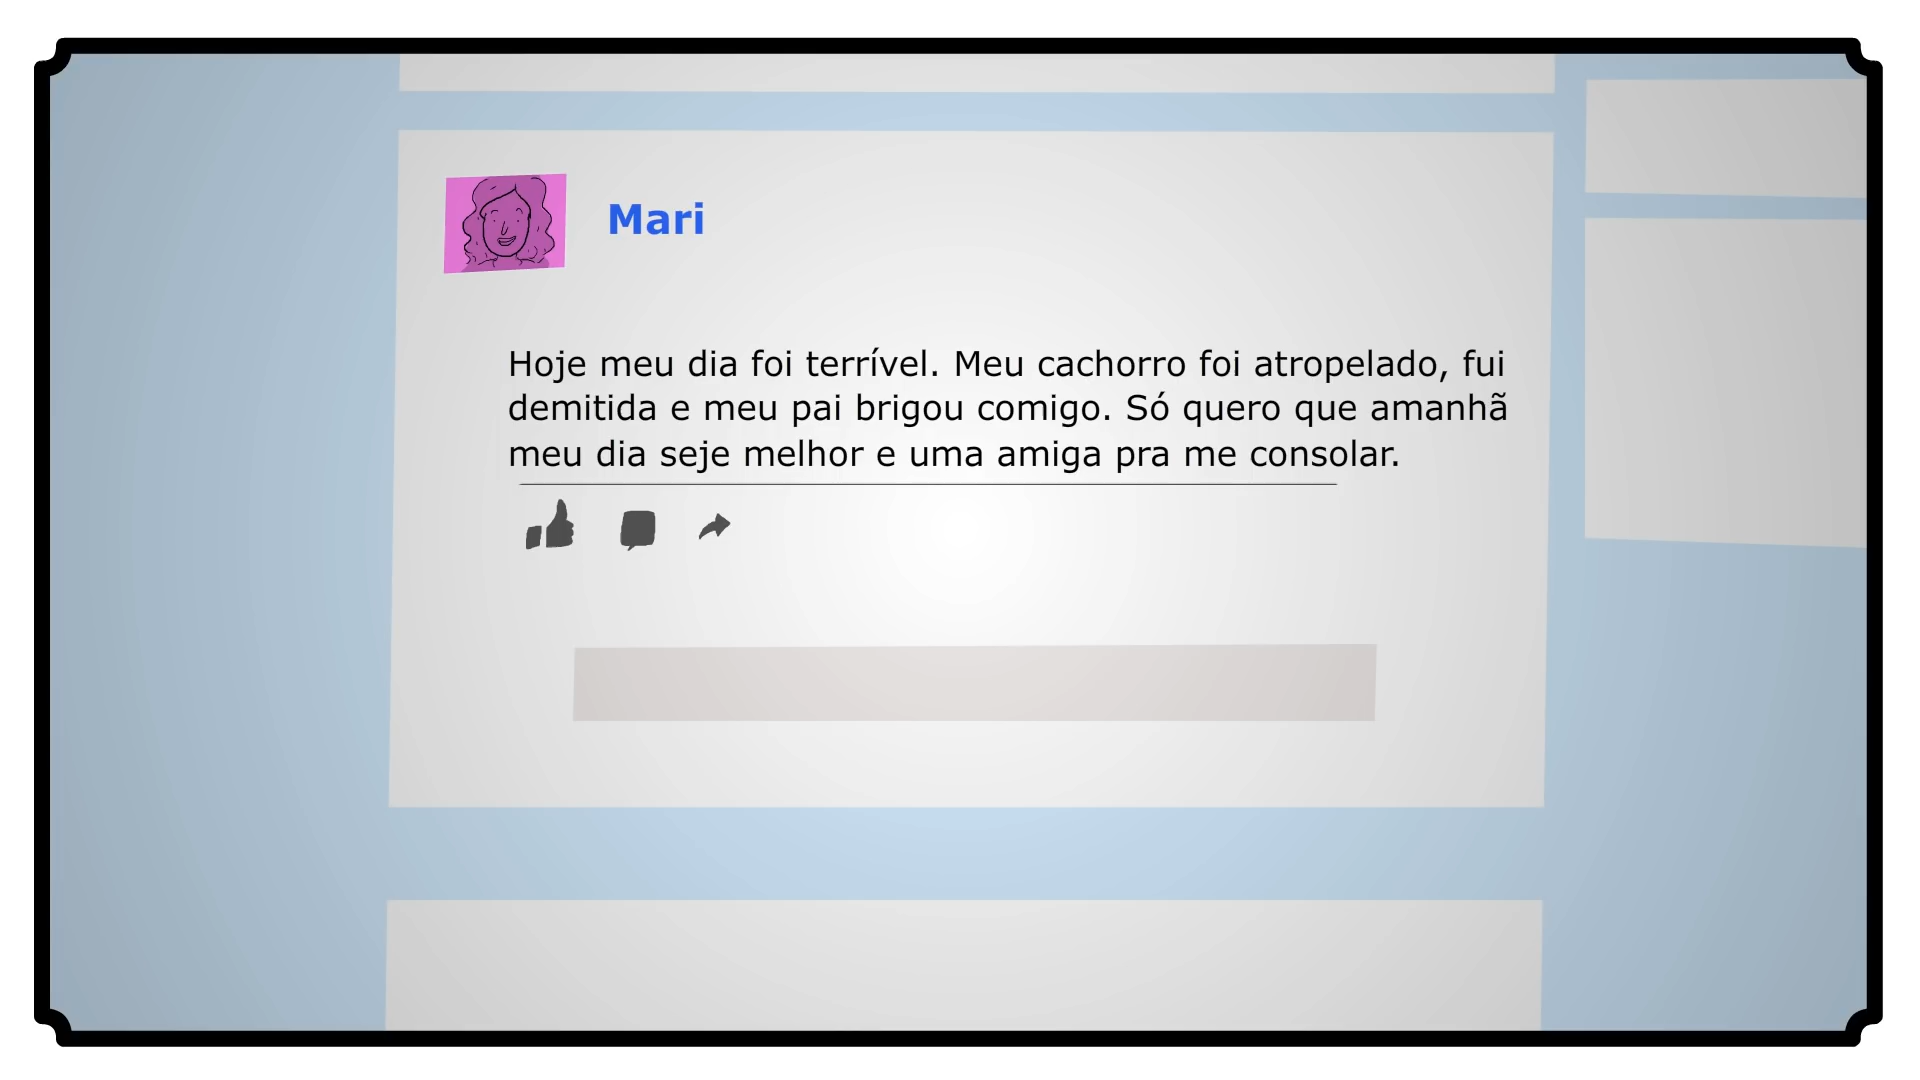 Mari
Hoje meu dia foi terrível. Meu cachorro foi atropelado, fui
demitida e meu pai brigou comigo. Só quero que amanhã
meu dia seje melhor e uma amiga pra me consolar.